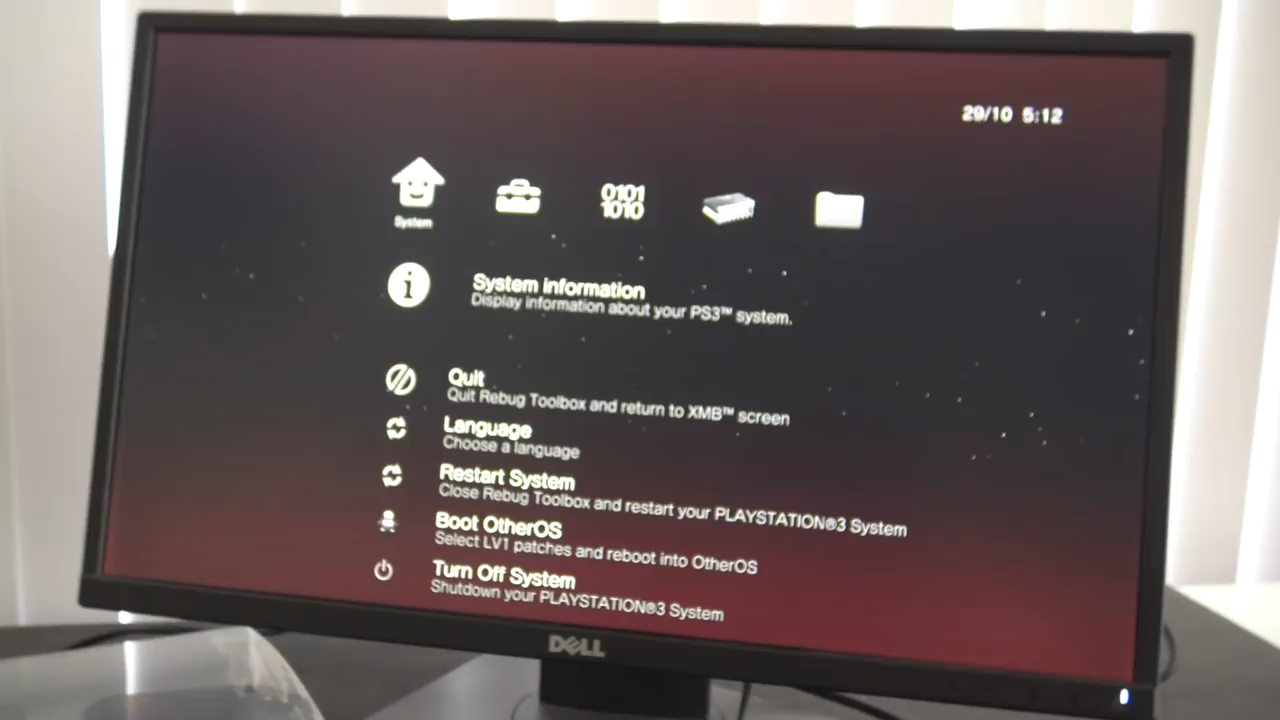 29/10 5:12
0101
1010
System
System Information
Display information about your PS3™ system.
Quit
Quit Rebug Toolbox and return to XMB™ screen
Language
Choose a language
Restart System
Close Rebug Toolbox and restart your PLAYSTATION®3 System
Boot OtherOS
Select LV1 patches and reboot into OtherOS
Turn Off System
Shutdown your PLAYSTATION®3 System
DELL